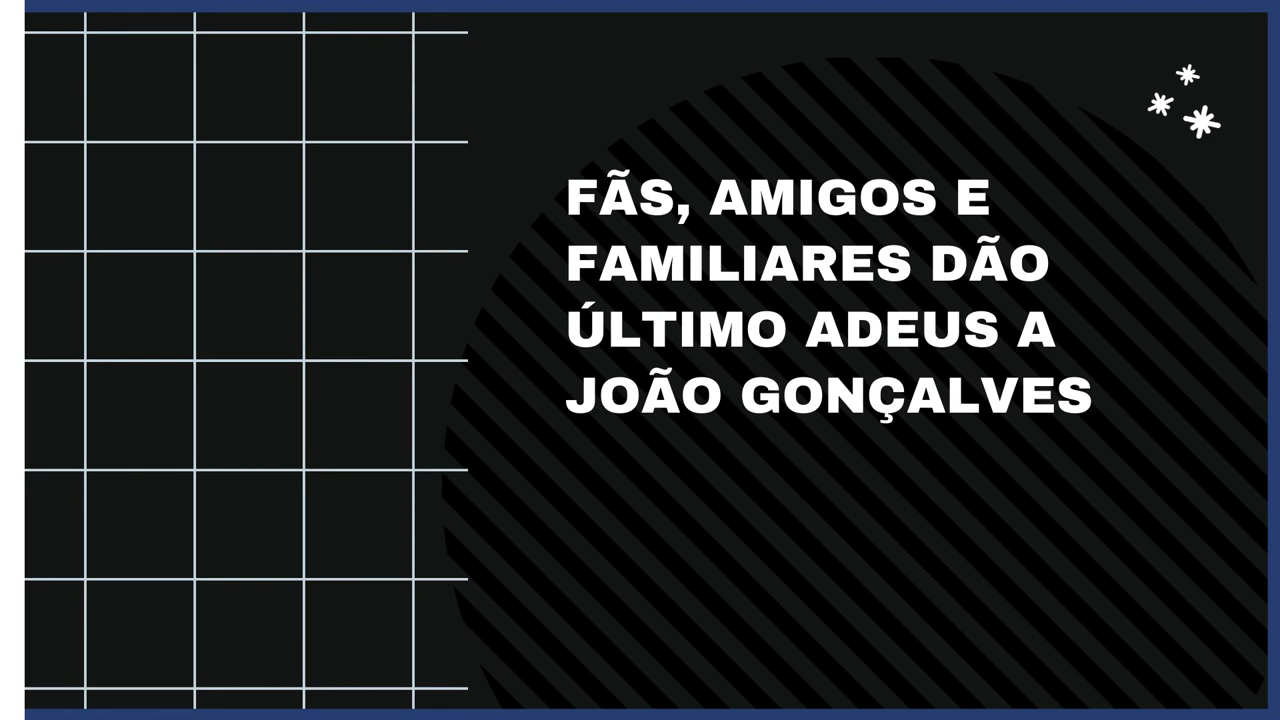 FÃS, AMIGOS E
FAMILIARES DÃO
ÚLTIMO ADEUS A
JOÃO GONÇALVES